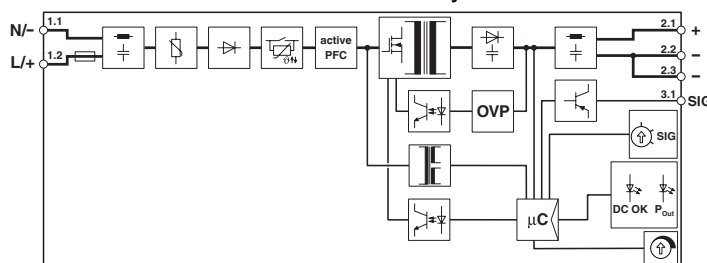 N/-
1.1
L/+
1.2
active
PFC
2.1
+
2.2
−
2.3
−
3.1
SIG
OVP
SIG
µC
DC OK
POut
ϑ